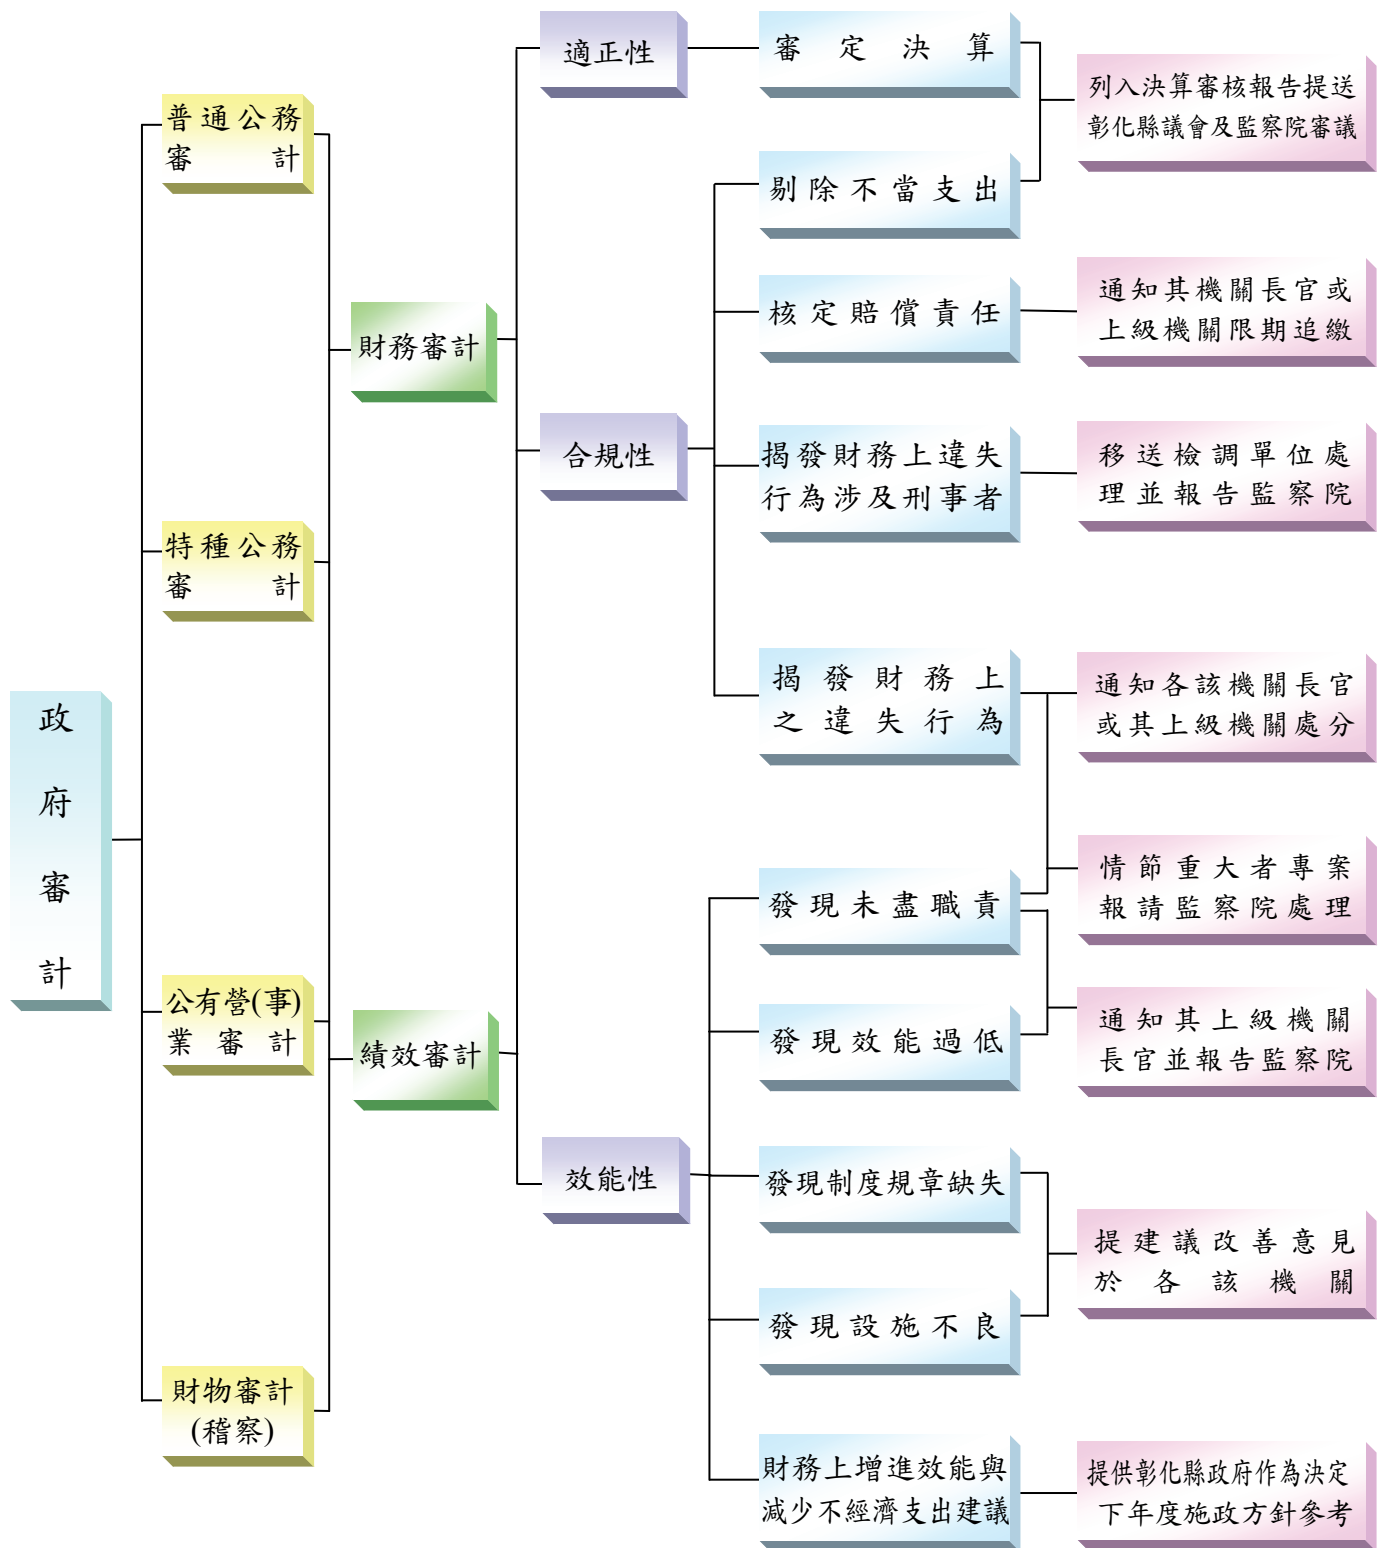 政
府
審
計
普通公務
審計
特種公務
審計
公有營(事)
業審計
財物審計
(稽察)
財務審計
績效審計
適正性
合規性
效能性
審定決算
剔除不當支出
核定賠償責任
揭發財務上違失
行為涉及刑事者
揭發財務上
之違失行為
發現未盡職責
發現效能過低
發現制度規章缺失
發現設施不良
財務上增進效能與
減少不經濟支出建議
列入決算審核報告提送
彰化縣議會及監察院審議
通知其機關長官或
上級機關限期追繳
移送檢調單位處
理並報告監察院
通知各該機關長官
或其上級機關處分
情節重大者專案
報請監察院處理
通知其上級機關
長官並報告監察院
提建議改善意見
於各該機關
提供彰化縣政府作為決定
下年度施政方針參考